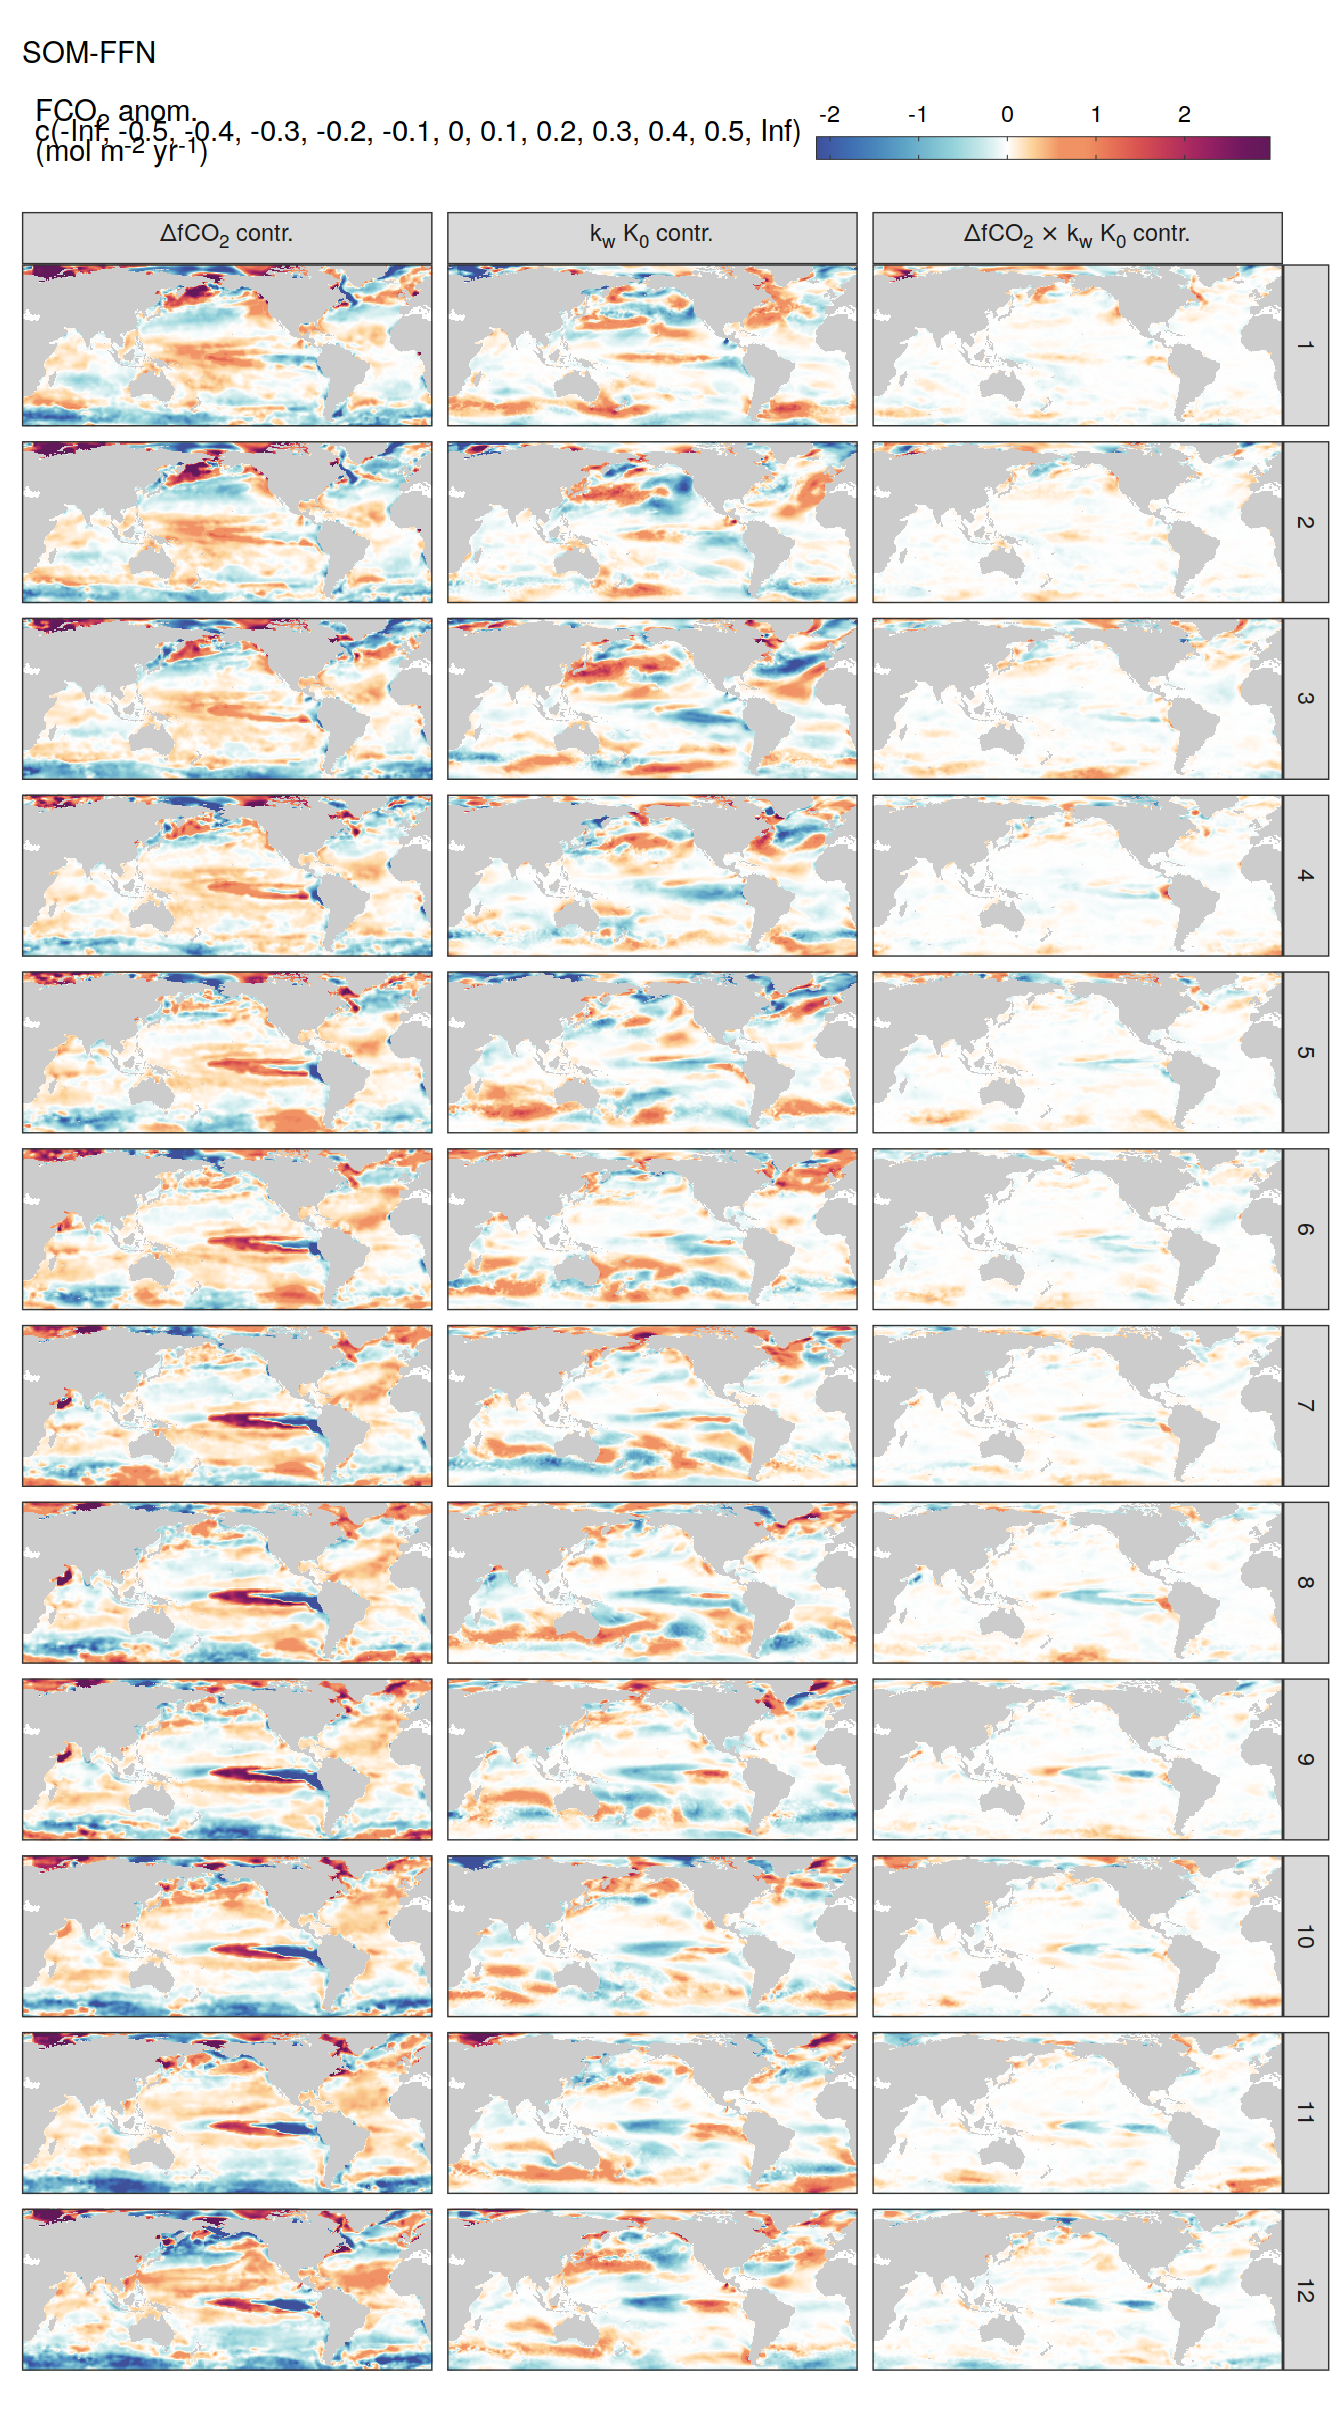 SOM-FFN
FCO₂ anom.
c(-Inf, -0.5, -0.4, -0.3, -0.2, -0.1, 0, 0.1, 0.2, 0.3, 0.4, 0.5, Inf)
(mol m⁻² yr⁻¹)
-2 -1 0 1 2
ΔfCO₂ contr.
k_w K₀ contr.
ΔfCO₂ × k_w K₀ contr.
1
2
3
4
5
6
7
8
9
10
11
12